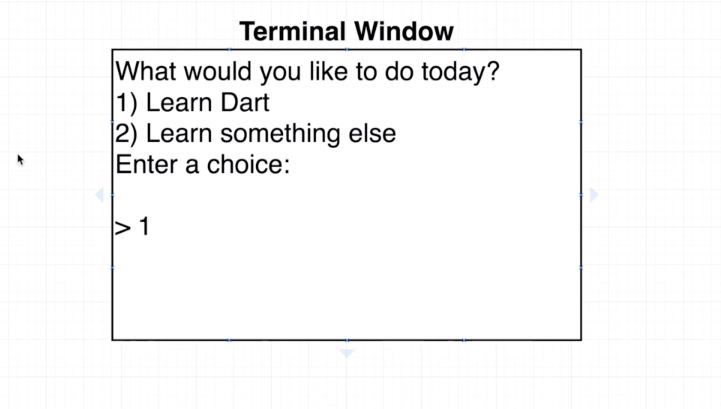 Terminal Window
What would you like to do today?
1) Learn Dart
2) Learn something else
Enter a choice:
> 1